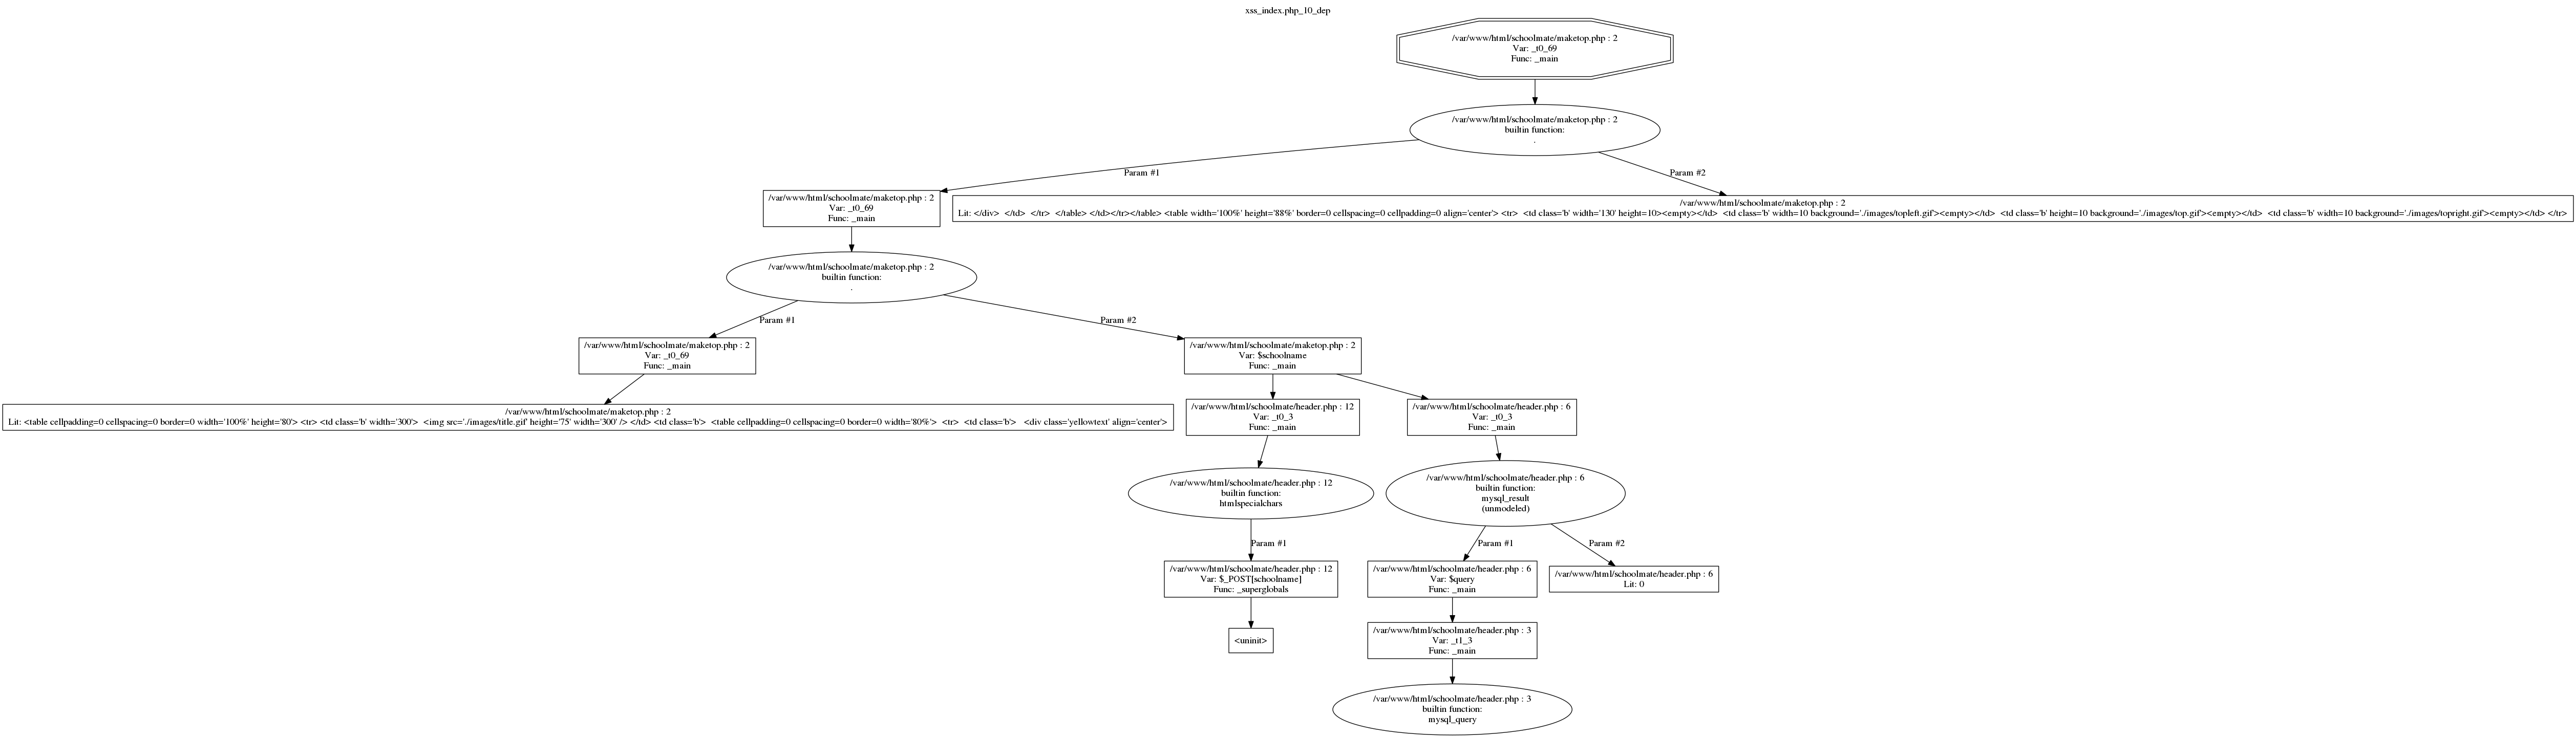 xss_index.php_10_dep
/var/www/html/schoolmate/maketop.php : 2
Var: _t0_69
Func: _main
/var/www/html/schoolmate/maketop.php : 2
builtin function:
.
Param #1
Param #2
/var/www/html/schoolmate/maketop.php : 2
Var: _t0_69
Func: _main
/var/www/html/schoolmate/maketop.php : 2
Lit: </div>  </td>  </tr>  </table> </td></tr></table> <table width='100%' height='88%' border=0 cellspacing=0 cellpadding=0 align='center'> <tr>  <td class='b' width='130' height=10><empty></td>  <td class='b' width=10 background='./images/topleft.gif'><empty></td>  <td class='b' height=10 background='./images/top.gif'><empty></td>  <td class='b' width=10 background='./images/topright.gif'><empty></td> </tr>
/var/www/html/schoolmate/maketop.php : 2
builtin function:
.
Param #1
Param #2
/var/www/html/schoolmate/maketop.php : 2
Var: _t0_69
Func: _main
/var/www/html/schoolmate/maketop.php : 2
Var: $schoolname
Func: _main
/var/www/html/schoolmate/maketop.php : 2
Lit: <table cellpadding=0 cellspacing=0 border=0 width='100%' height='80'> <tr> <td class='b' width='300'>  <img src='./images/title.gif' height='75' width='300' /> </td> <td class='b'>  <table cellpadding=0 cellspacing=0 border=0 width='80%'>  <tr>  <td class='b'>   <div class='yellowtext' align='center'>
/var/www/html/schoolmate/header.php : 12
Var: _t0_3
Func: _main
/var/www/html/schoolmate/header.php : 6
Var: _t0_3
Func: _main
/var/www/html/schoolmate/header.php : 12
builtin function:
htmlspecialchars
/var/www/html/schoolmate/header.php : 6
builtin function:
mysql_result
(unmodeled)
Param #1
Param #1
Param #2
/var/www/html/schoolmate/header.php : 12
Var: $_POST[schoolname]
Func: _superglobals
/var/www/html/schoolmate/header.php : 6
Var: $query
Func: _main
/var/www/html/schoolmate/header.php : 6
Lit: 0
<uninit>
/var/www/html/schoolmate/header.php : 3
Var: _t1_3
Func: _main
/var/www/html/schoolmate/header.php : 3
builtin function:
mysql_query